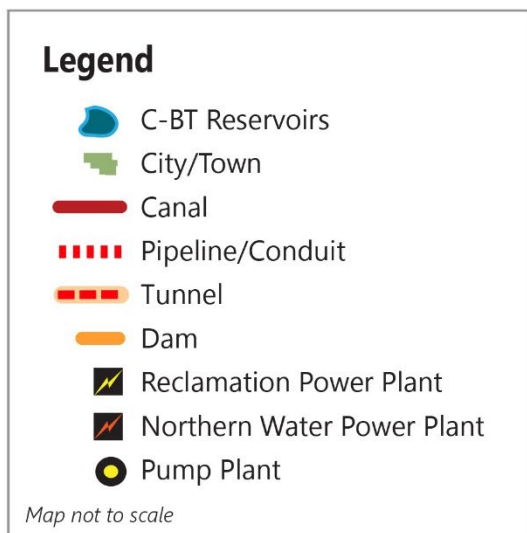 Legend
C-BT Reservoirs
City/Town
Canal
Pipeline/Conduit
Tunnel
Dam
Reclamation Power Plant
Northern Water Power Plant
Pump Plant
Map not to scale